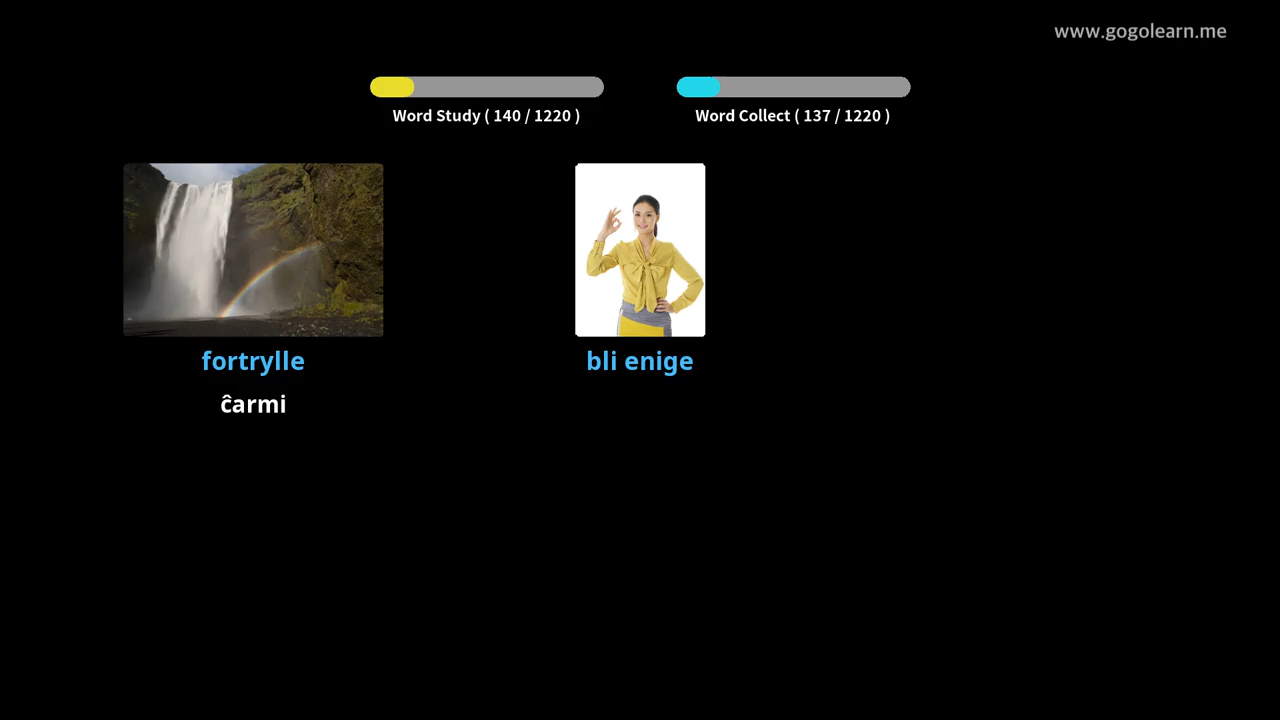 www.gogolearn.me
Word Study ( 140 / 1220 )
Word Collect ( 137 / 1220 )
fortrylle
bli enige
ĉarmi